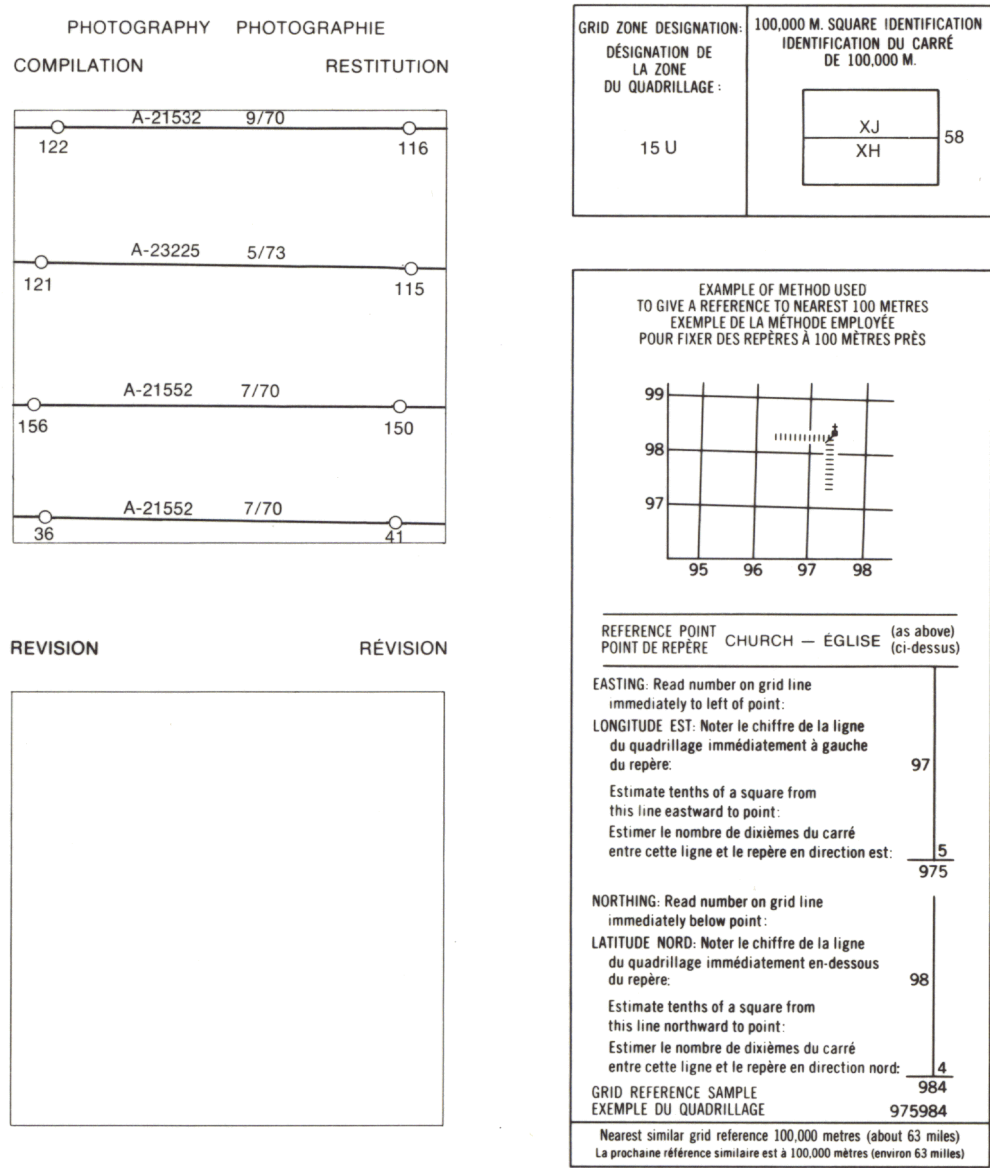 PHOTOGRAPHY PHOTOGRAPHIE
COMPILATION RESTITUTION
A-21532 9/70
122 116
A-23225 5/73
121 115
A-21552 7/70
156 150
A-21552 7/70
36 41
REVISION RÉVISION
GRID ZONE DESIGNATION:
DÉSIGNATION DE
LA ZONE
DU QUADRILLAGE :
15 U
100,000 M. SQUARE IDENTIFICATION
IDENTIFICATION DU CARRÉ
DE 100,000 M.
XJ
58
XH
EXAMPLE OF METHOD USED
TO GIVE A REFERENCE TO NEAREST 100 METRES
EXEMPLE DE LA MÉTHODE EMPLOYÉE
POUR FIXER DES REPÈRES À 100 MÈTRES PRÈS
99
98
97
95 96 97 98
REFERENCE POINT
POINT DE REPÈRE
CHURCH — ÉGLISE
(as above)
(ci-dessus)
EASTING: Read number on grid line
immediately to left of point:
LONGITUDE EST: Noter le chiffre de la ligne
du quadrillage immédiatement à gauche
du repère: 97
Estimate tenths of a square from
this line eastward to point:
Estimer le nombre de dixièmes du carré
entre cette ligne et le repère en direction est: 5
975
NORTHING: Read number on grid line
immediately below point:
LATITUDE NORD: Noter le chiffre de la ligne
du quadrillage immédiatement en-dessous
du repère: 98
Estimate tenths of a square from
this line northward to point:
Estimer le nombre de dixièmes du carré
entre cette ligne et le repère en direction nord: 4
984
GRID REFERENCE SAMPLE
EXEMPLE DU QUADRILLAGE 975984
Nearest similar grid reference 100,000 metres (about 63 miles)
La prochaine référence similaire est à 100,000 mètres (environ 63 milles)